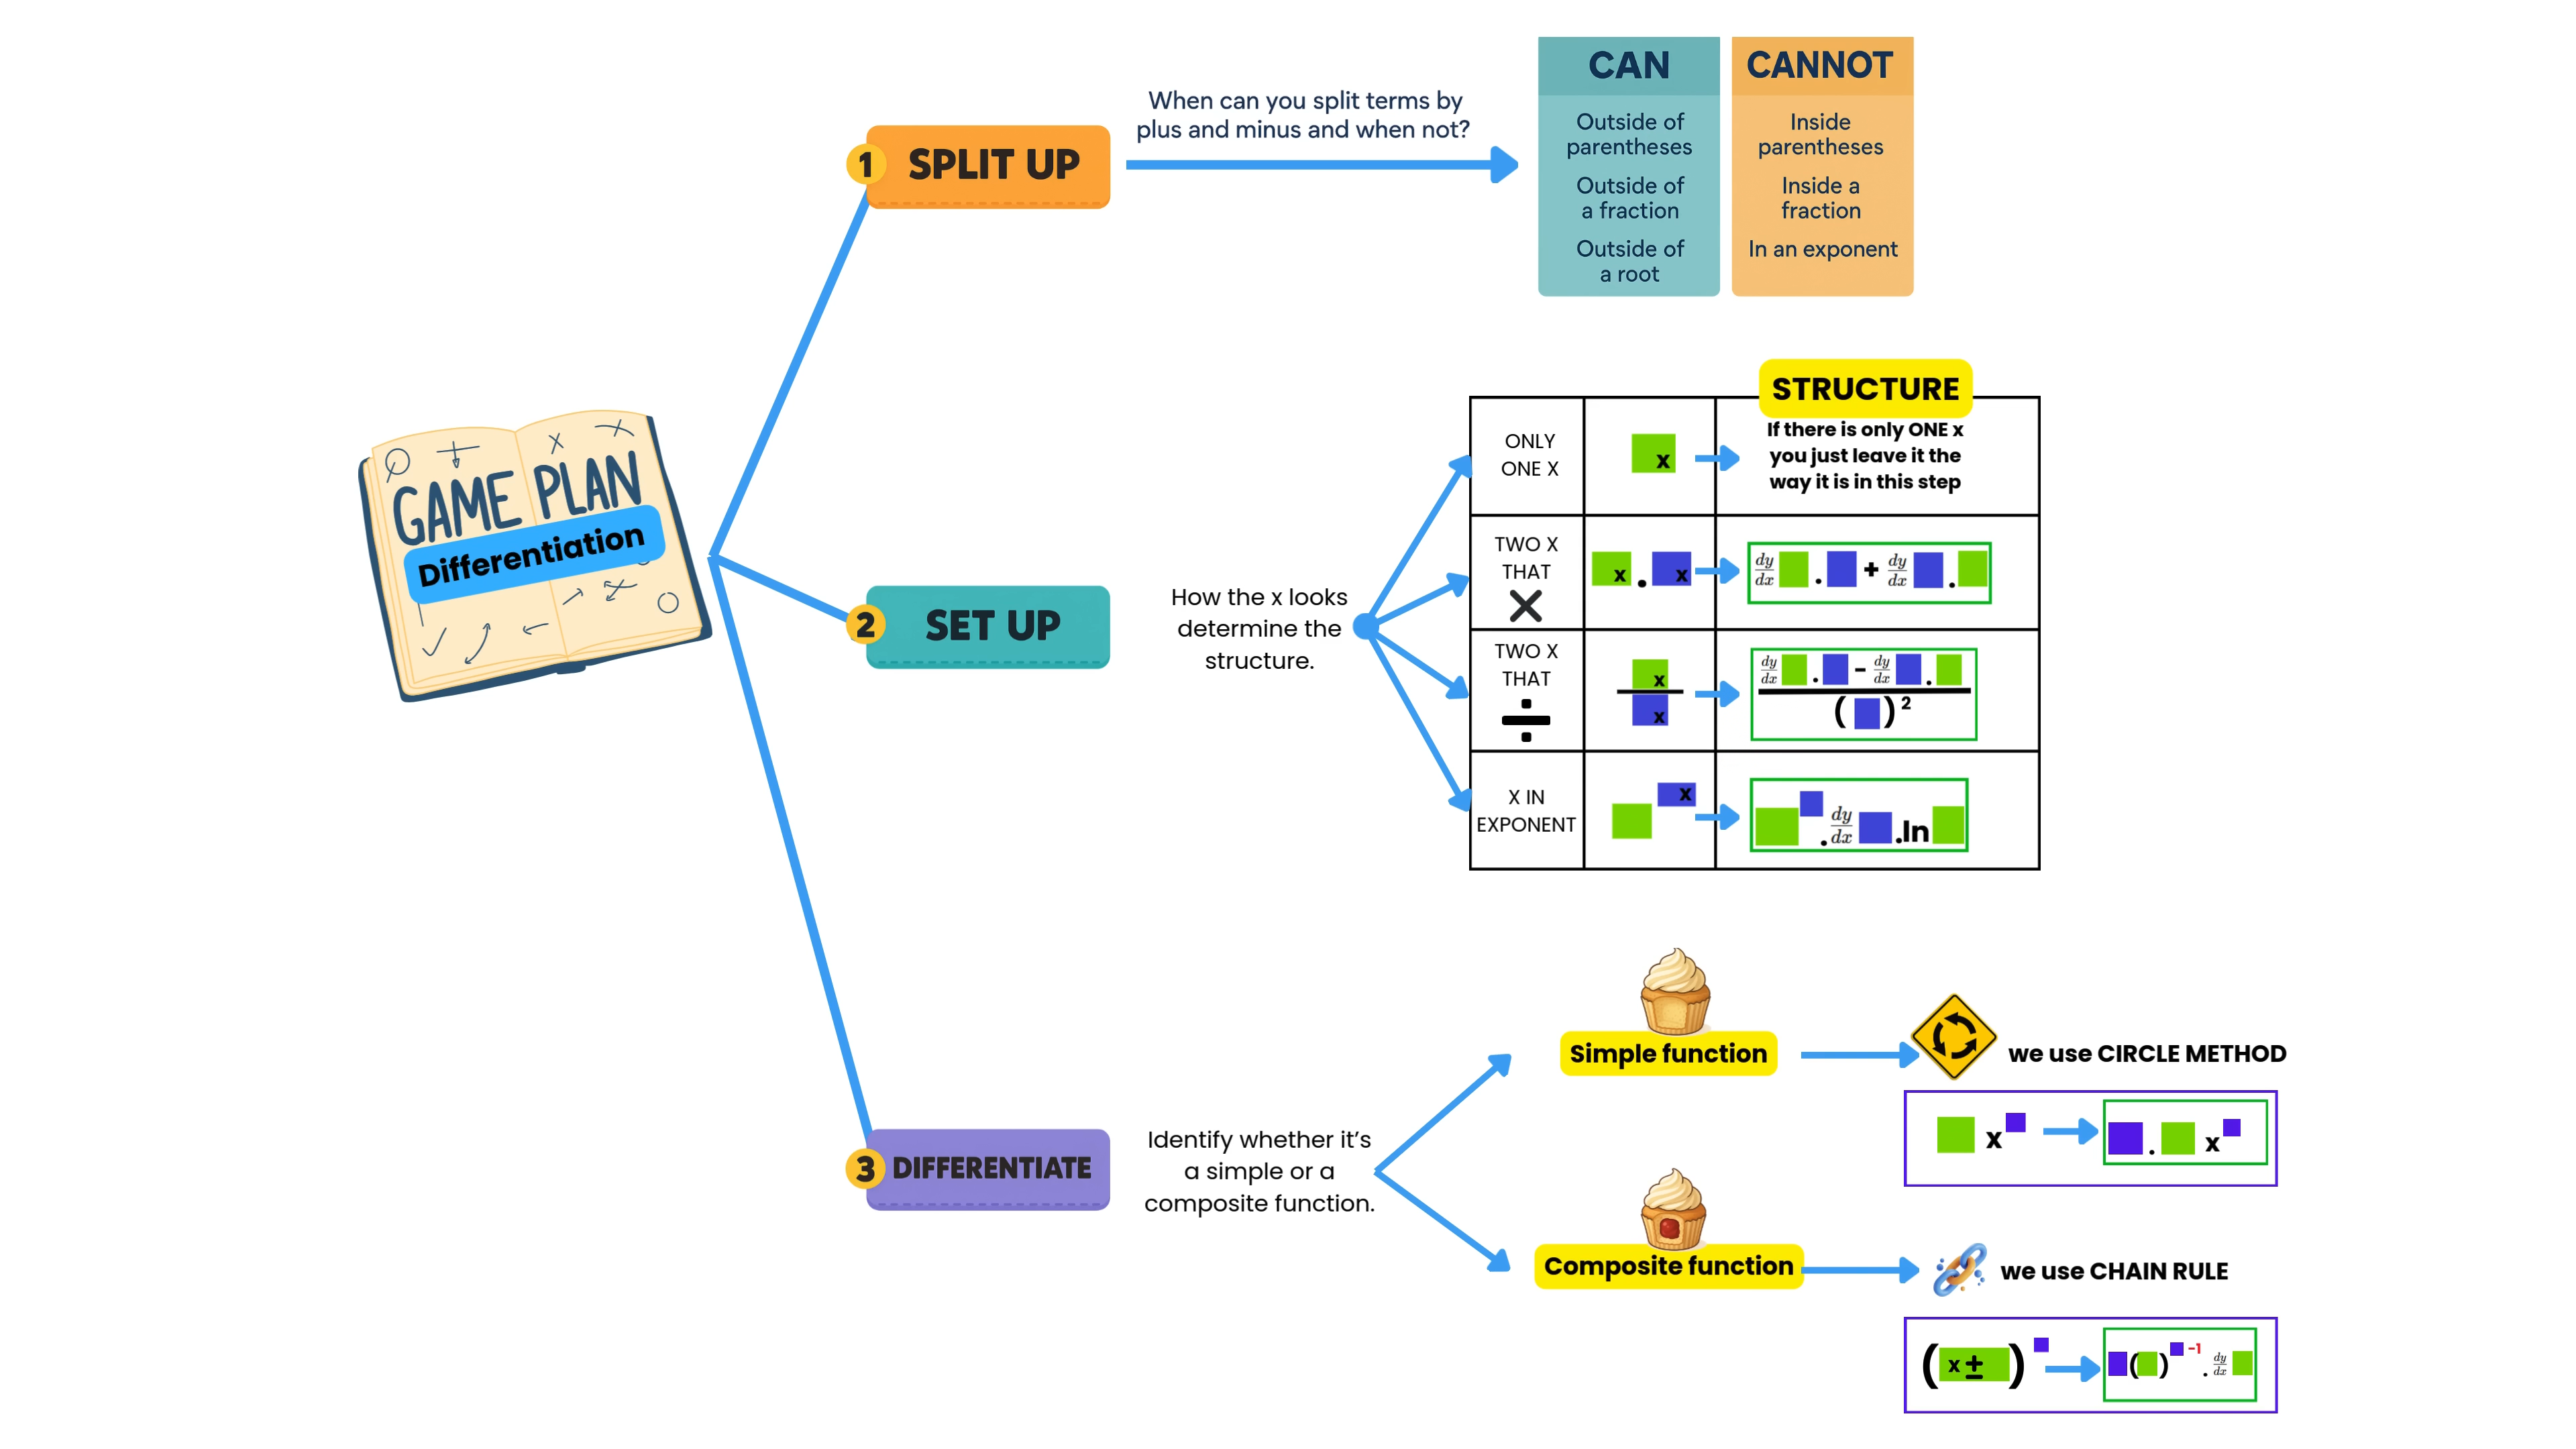 GAME PLAN
Differentiation
1 SPLIT UP
When can you split terms by
plus and minus and when not?
CAN
Outside of
parentheses
Outside of
a fraction
Outside of
a root
CANNOT
Inside
parentheses
Inside a
fraction
In an exponent
2 SET UP
How the x looks
determine the
structure.
STRUCTURE
ONLY
ONE X
x
If there is only ONE x
you just leave it the
way it is in this step
TWO X
THAT
×
x . x
dy/dx . + dy/dx .
TWO X
THAT
÷
x
x
dy/dx . - dy/dx .
( ) 2
X IN
EXPONENT
x
. dy/dx .ln
3 DIFFERENTIATE
Identify whether it’s
a simple or a
composite function.
Simple function
we use CIRCLE METHOD
x
. x
Composite function
we use CHAIN RULE
(x ±)
( ) -1 . dy/dx